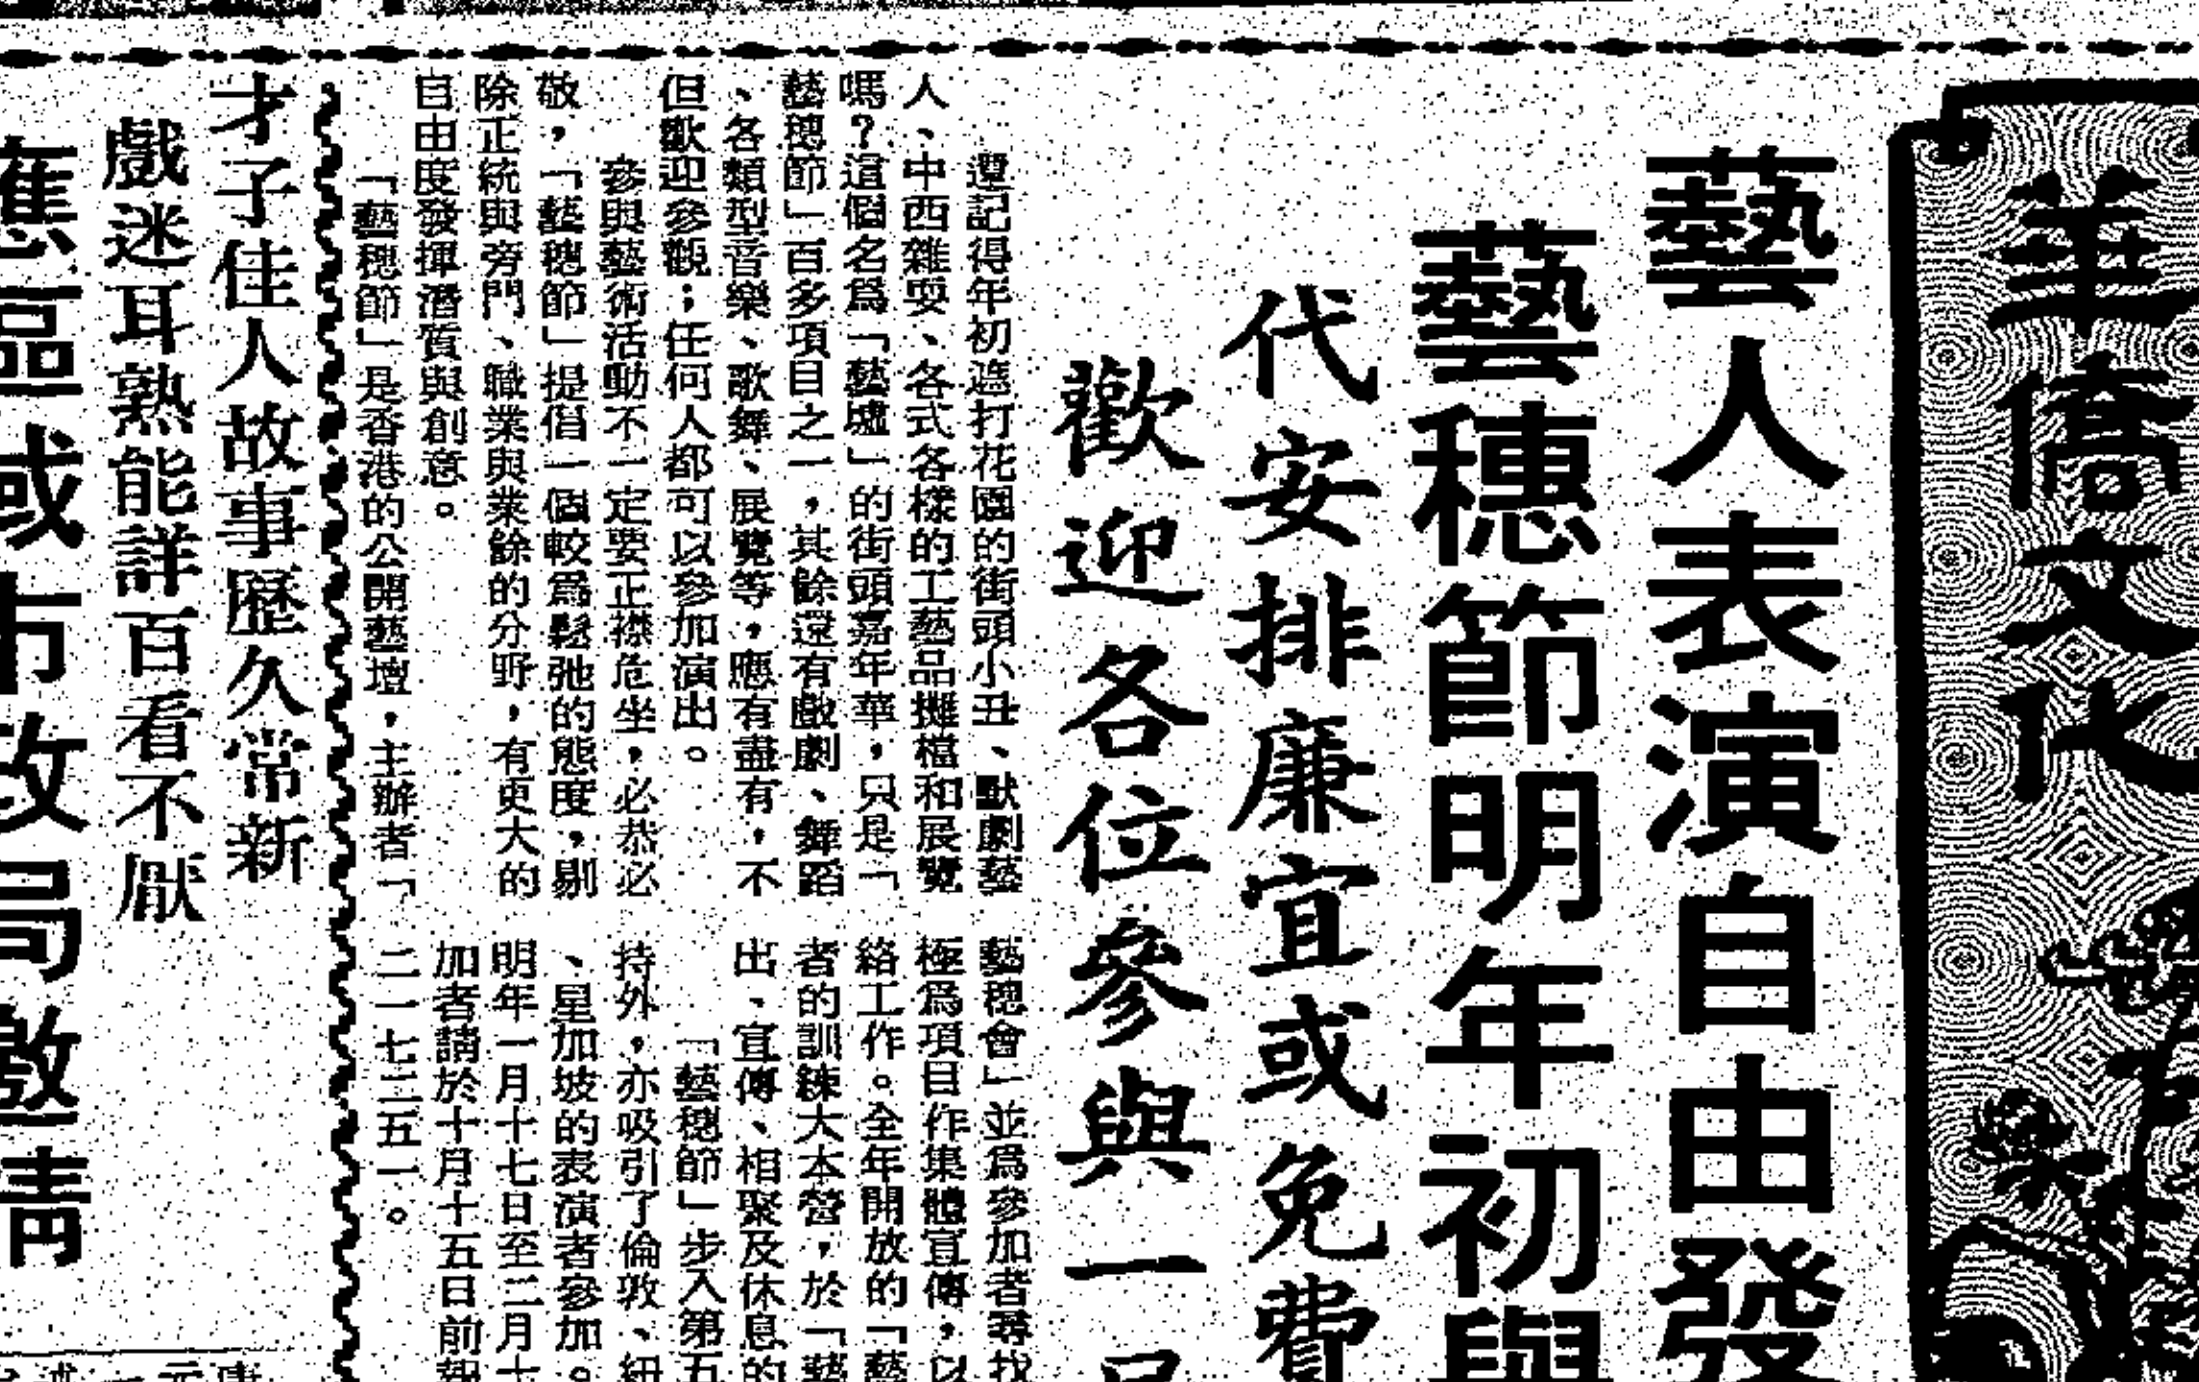 華僑文化
藝人表演自由發
藝穗節明年初與
代安排廉宜或免費
歡迎各位參與一
還記得年初遮打花園的街頭小丑、默劇藝
人、中西雜耍、各式各樣的工藝品攤檔和展覽
嗎?這個名爲「藝墟」的街頭嘉年華,只是「
藝穗節」百多項目之一,其餘還有戲劇、舞蹈
、各類型音樂、歌舞、展覽等,應有盡有,不
但歡迎參觀;任何人都可以參加演出。
參與藝術活動不一定要正襟危坐,必恭必
敬,「藝穗節」提倡一個較爲鬆弛的態度,剔
除正統與旁門、職業與業餘的分野,有更大的
自由度發揮潛質與創意。
「藝穗節」是香港的公開藝壇,主辦者「
藝穗會」並爲參加者尋找
極爲項目作集體宣傳,以
絡工作。全年開放的「藝
者的訓練大本營,於「藝
出、宣傳、相聚及休息的
「藝穗節」步入第五
持外,亦吸引了倫敦、紐
、星加坡的表演者參加。
明年一月十七日至二月十
加者請於十月十五日前報
二一七二五一。
才子佳人故事歷久常新
戲迷耳熟能詳百看不厭
應區域市政局邀請